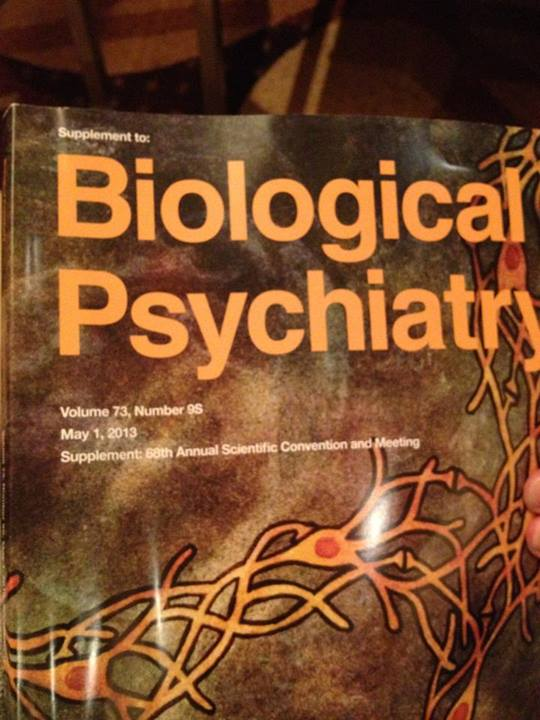 Supplement to:
Biological
Psychiatry
Volume 73, Number 9S
May 1, 2013
Supplement: 68th Annual Scientific Convention and Meeting